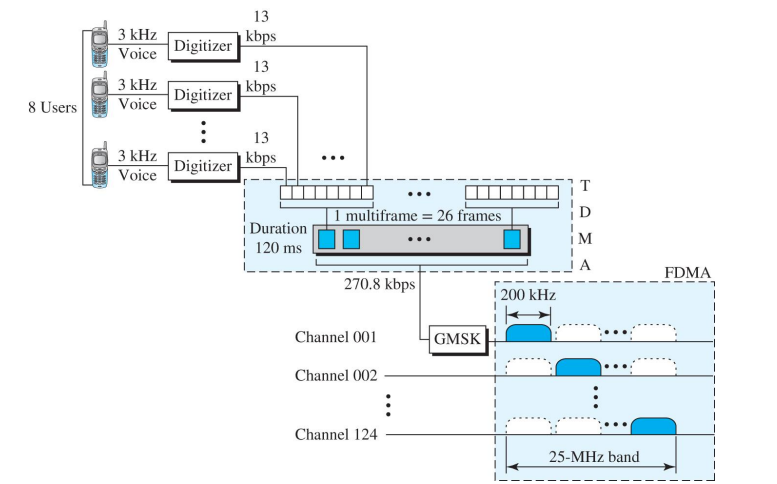 13
kbps
3 kHz
Voice
Digitizer
13
kbps
3 kHz
Voice
Digitizer
8 Users
13
kbps
3 kHz
Voice
Digitizer
T
D
M
A
1 multiframe = 26 frames
Duration
120 ms
270.8 kbps
FDMA
200 kHz
Channel 001
GMSK
Channel 002
Channel 124
25-MHz band